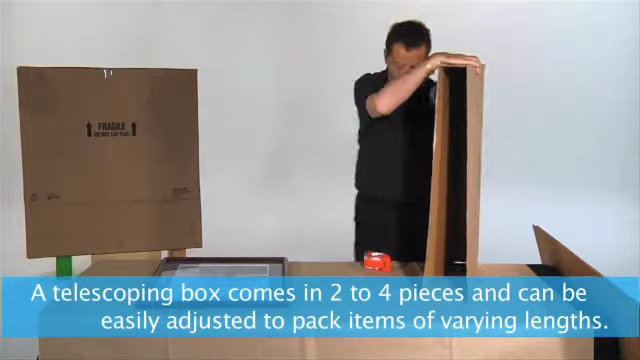 FRAGILE
DO NOT LAY FLAT
A telescoping box comes in 2 to 4 pieces and can be
easily adjusted to pack items of varying lengths.